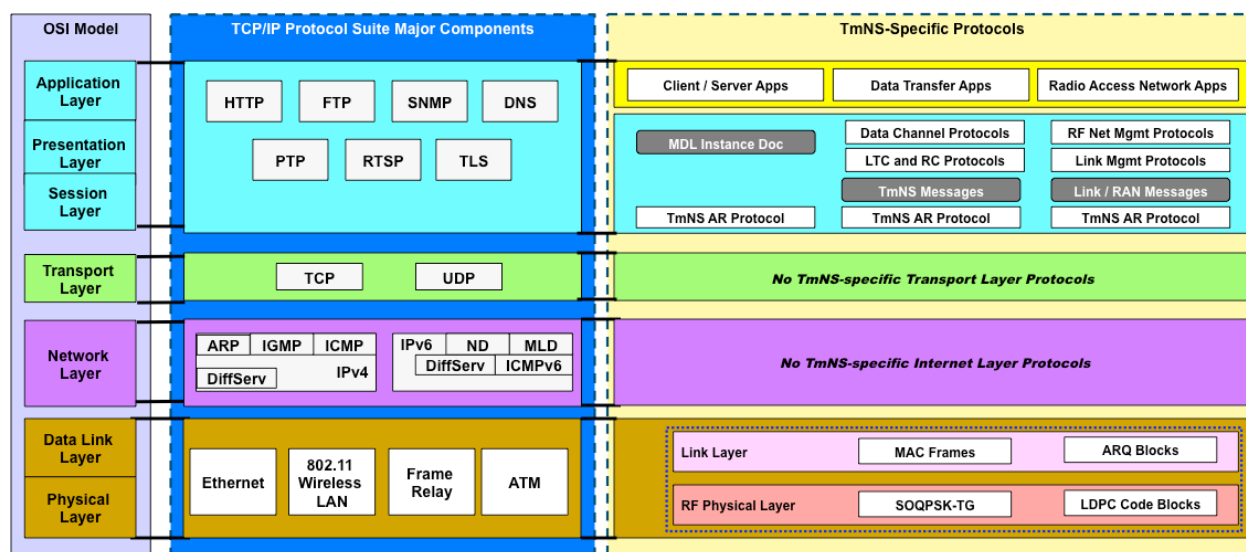 OSI Model
TCP/IP Protocol Suite Major Components
TmNS-Specific Protocols
Application
Layer
Presentation
Layer
Session
Layer
HTTP
FTP
SNMP
DNS
PTP
RTSP
TLS
Client / Server Apps
Data Transfer Apps
Radio Access Network Apps
MDL Instance Doc
Data Channel Protocols
RF Net Mgmt Protocols
LTC and RC Protocols
Link Mgmt Protocols
TmNS Messages
Link / RAN Messages
TmNS AR Protocol
TmNS AR Protocol
TmNS AR Protocol
Transport
Layer
TCP
UDP
No TmNS-specific Transport Layer Protocols
Network
Layer
ARP
IGMP
ICMP
DiffServ
IPv4
IPv6
ND
MLD
DiffServ
ICMPv6
No TmNS-specific Internet Layer Protocols
Data Link
Layer
Physical
Layer
Ethernet
802.11
Wireless
LAN
Frame
Relay
ATM
Link Layer
MAC Frames
ARQ Blocks
RF Physical Layer
SOQPSK-TG
LDPC Code Blocks